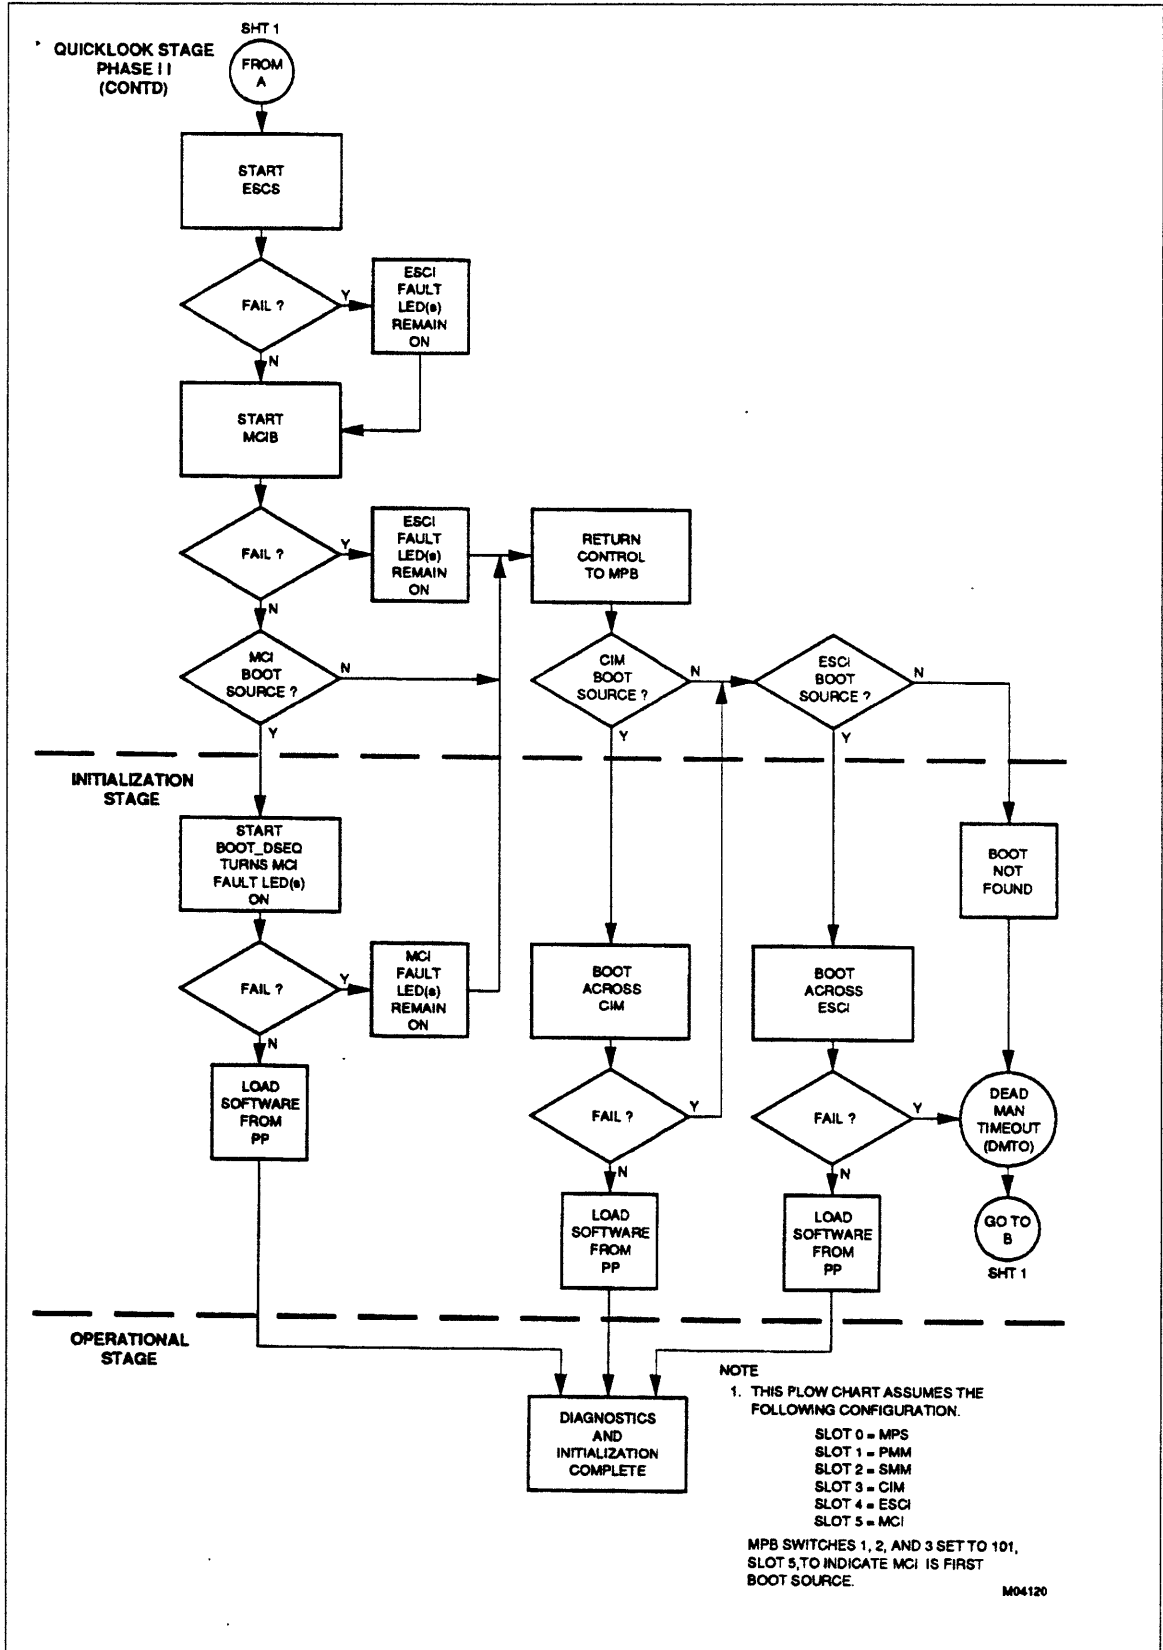 SHT 1
QUICKLOOK STAGE
PHASE II
(CONTD)
FROM
A
START
ESCS
FAIL ?
Y
ESCI
FAULT
LED(s)
REMAIN
ON
N
START
MCIB
FAIL ?
Y
ESCI
FAULT
LED(s)
REMAIN
ON
RETURN
CONTROL
TO MPB
N
MCI
BOOT
SOURCE ?
N
CIM
BOOT
SOURCE ?
N
ESCI
BOOT
SOURCE ?
N
Y
Y
Y
INITIALIZATION
STAGE
START
BOOT_DSEQ
TURNS MCI
FAULT LED(s)
ON
BOOT
NOT
FOUND
FAIL ?
Y
MCI
FAULT
LED(s)
REMAIN
ON
BOOT
ACROSS
CIM
BOOT
ACROSS
ESCI
N
LOAD
SOFTWARE
FROM
PP
FAIL ?
Y
FAIL ?
Y
DEAD
MAN
TIMEOUT
(DMTO)
N
N
LOAD
SOFTWARE
FROM
PP
LOAD
SOFTWARE
FROM
PP
GO TO
B
SHT 1
OPERATIONAL
STAGE
DIAGNOSTICS
AND
INITIALIZATION
COMPLETE
NOTE
1. THIS FLOW CHART ASSUMES THE
FOLLOWING CONFIGURATION.
SLOT 0 = MPS
SLOT 1 = PMM
SLOT 2 = SMM
SLOT 3 = CIM
SLOT 4 = ESCI
SLOT 5 = MCI
MPB SWITCHES 1, 2, AND 3 SET TO 101,
SLOT 5, TO INDICATE MCI IS FIRST
BOOT SOURCE.
M04120